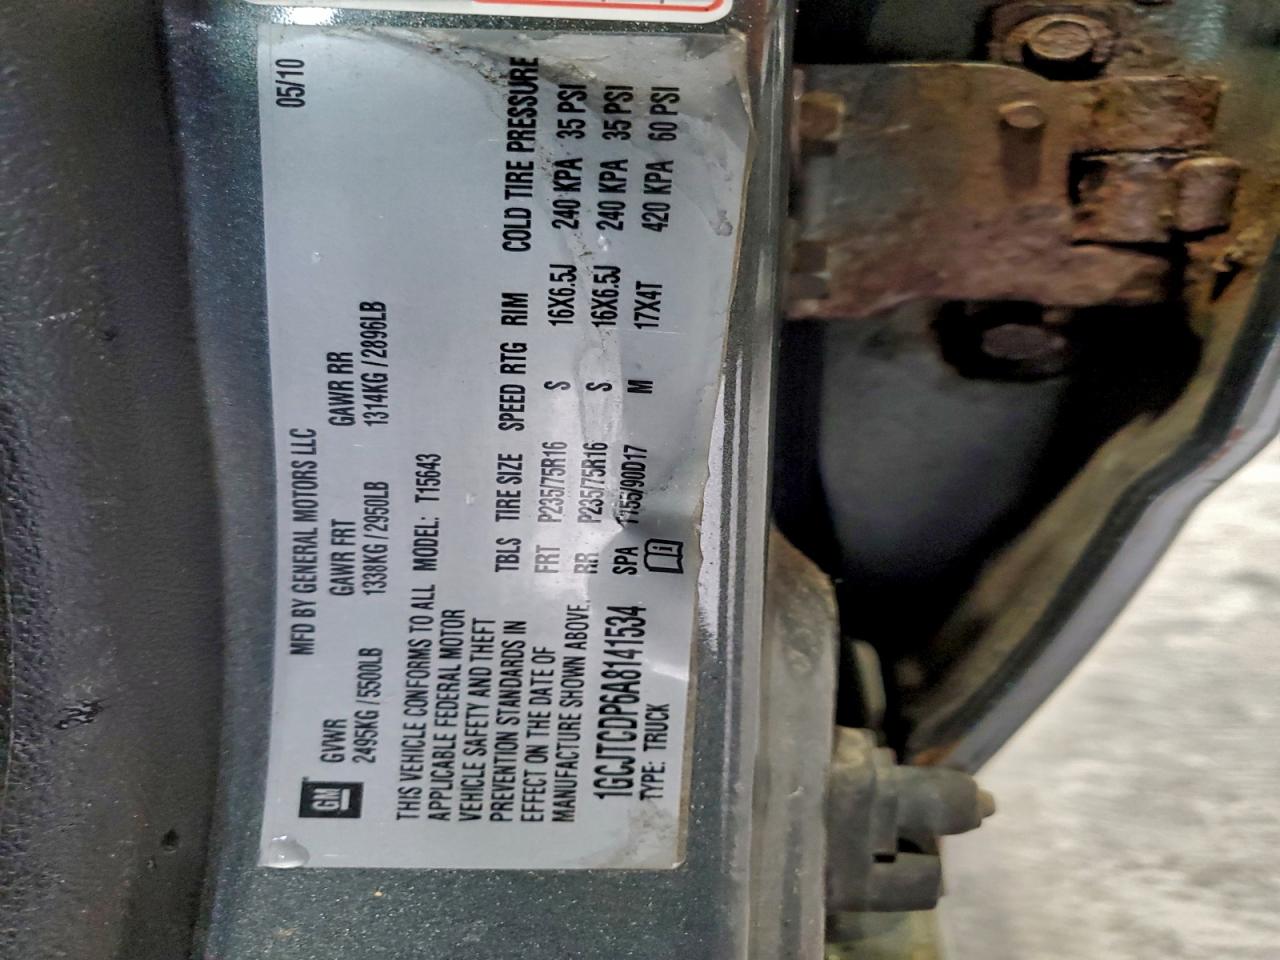 MFD BY GENERAL MOTORS LLC 05/10
GM
GVWR GAWR FRT GAWR RR
2495KG / 5500LB 1338KG / 2950LB 1314KG / 2896LB
THIS VEHICLE CONFORMS TO ALL
APPLICABLE FEDERAL MOTOR
VEHICLE SAFETY AND THEFT
PREVENTION STANDARDS IN
EFFECT ON THE DATE OF
MANUFACTURE SHOWN ABOVE.
MODEL: T15643
TBLS TIRE SIZE SPEED RTG RIM COLD TIRE PRESSURE
FRT P235/75R16 S 16X6.5J 240 KPA 35 PSI
RR P235/75R16 S 16X6.5J 240 KPA 35 PSI
SPA T155/90D17 M 17X4T 420 KPA 60 PSI
1GCJTCDP6A8141534
TYPE: TRUCK